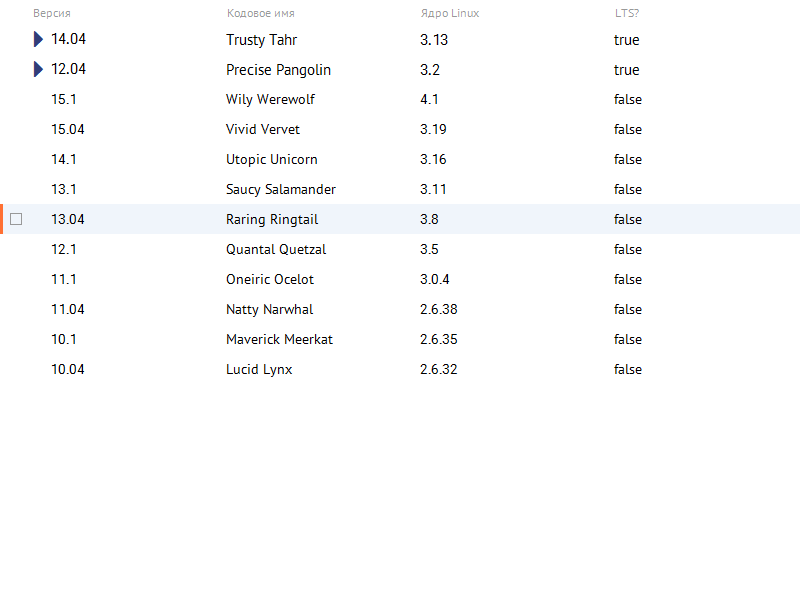 Версия Кодовое имя Ядро Linux LTS?
14.04 Trusty Tahr 3.13 true
12.04 Precise Pangolin 3.2 true
15.1 Wily Werewolf 4.1 false
15.04 Vivid Vervet 3.19 false
14.1 Utopic Unicorn 3.16 false
13.1 Saucy Salamander 3.11 false
13.04 Raring Ringtail 3.8 false
12.1 Quantal Quetzal 3.5 false
11.1 Oneiric Ocelot 3.0.4 false
11.04 Natty Narwhal 2.6.38 false
10.1 Maverick Meerkat 2.6.35 false
10.04 Lucid Lynx 2.6.32 false